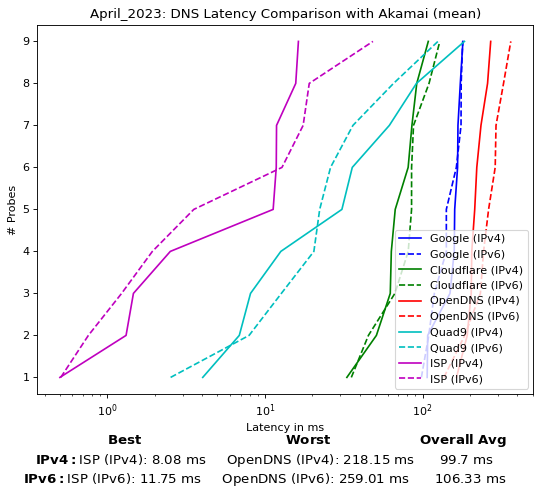 April_2023: DNS Latency Comparison with Akamai (mean)
9
8
7
6
5
4
3
2
1
# Probes
Google (IPv4)
Google (IPv6)
Cloudflare (IPv4)
Cloudflare (IPv6)
OpenDNS (IPv4)
OpenDNS (IPv6)
Quad9 (IPv4)
Quad9 (IPv6)
ISP (IPv4)
ISP (IPv6)
10⁰ 10¹ 10²
Latency in ms
Best Worst Overall Avg
IPv4: ISP (IPv4): 8.08 ms OpenDNS (IPv4): 218.15 ms 99.7 ms
IPv6: ISP (IPv6): 11.75 ms OpenDNS (IPv6): 259.01 ms 106.33 ms